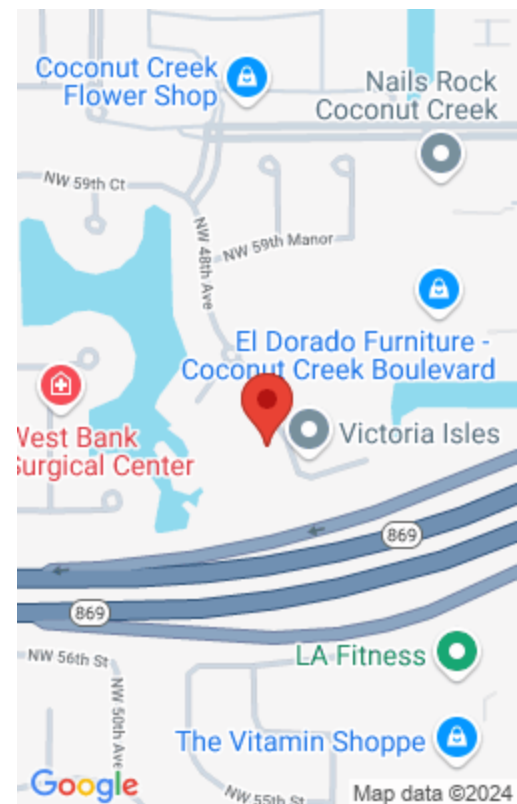 Coconut Creek
Flower Shop
Nails Rock
Coconut Creek
NW 59th Ct
NW 48th Ave
NW 59th Manor
El Dorado Furniture -
Coconut Creek Boulevard
West Bank
Surgical Center
Victoria Isles
869
869
NW 56th St
LA Fitness
NW 50th Ave
The Vitamin Shoppe
NW 55th St
Google
Map data ©2024